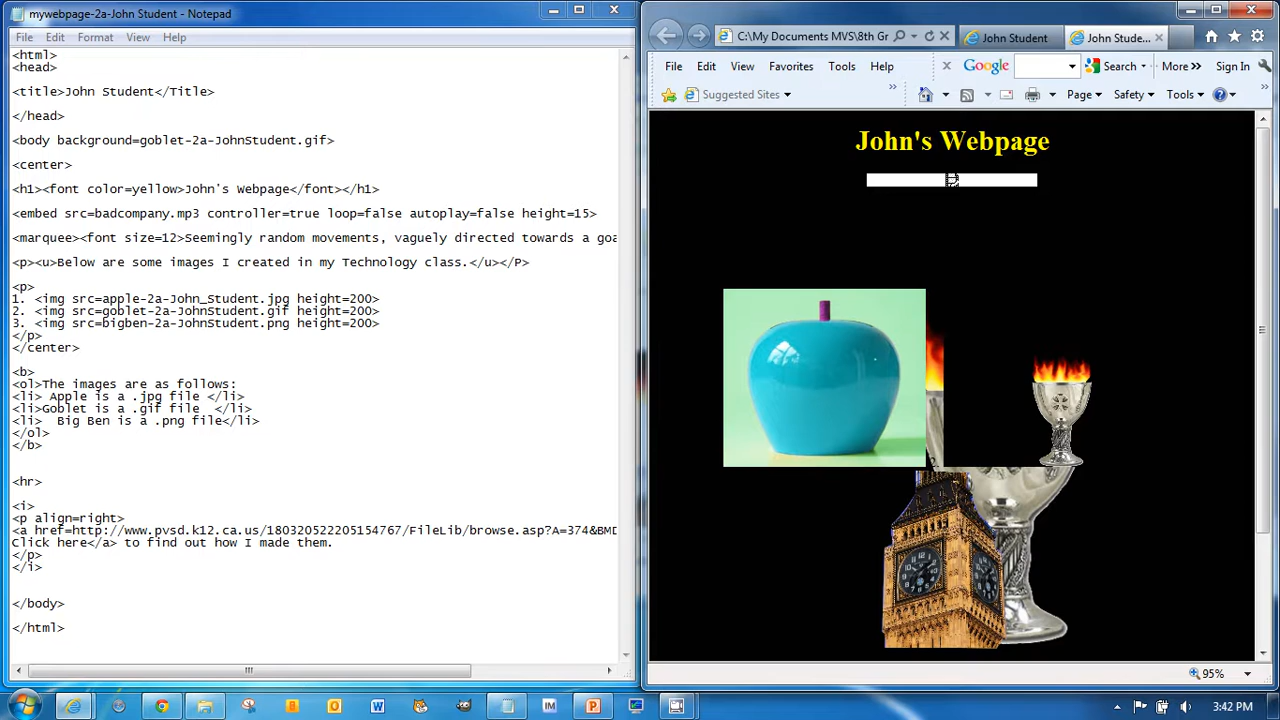 mywebpage-2a-John Student - Notepad
File Edit Format View Help
<html>
<head>
<title>John Student</Title>
</head>
<body background=goblet-2a-JohnStudent.gif>
<center>
<h1><font color=yellow>John's Webpage</font></h1>
<embed src=badcompany.mp3 controller=true loop=false autoplay=false height=15>
<marquee><font size=12>Seemingly random movements, vaguely directed towards a goa
<p><u>Below are some images I created in my Technology class.</u></P>
<p>
1. <img src=apple-2a-John_Student.jpg height=200>
2. <img src=goblet-2a-JohnStudent.gif height=200>
3. <img src=bigben-2a-JohnStudent.png height=200>
</p>
</center>
<b>
<ol>The images are as follows:
<li> Apple is a .jpg file </li>
<li>Goblet is a .gif file  </li>
<li>  Big Ben is a .png file</li>
</ol>
</b>
<hr>
<i>
<p align=right>
<a href=http://www.pvsd.k12.ca.us/180320522205154767/FileLib/browse.asp?A=374&BMD
Click here</a> to find out how I made them.
</p>
</i>
</body>
</html>
C:\My Documents MVS\8th Gr
John Student
John Stude...
File Edit View Favorites Tools Help
Google
Search
More >>
Sign In
Suggested Sites
Page
Safety
Tools
John's Webpage
95%
3:42 PM